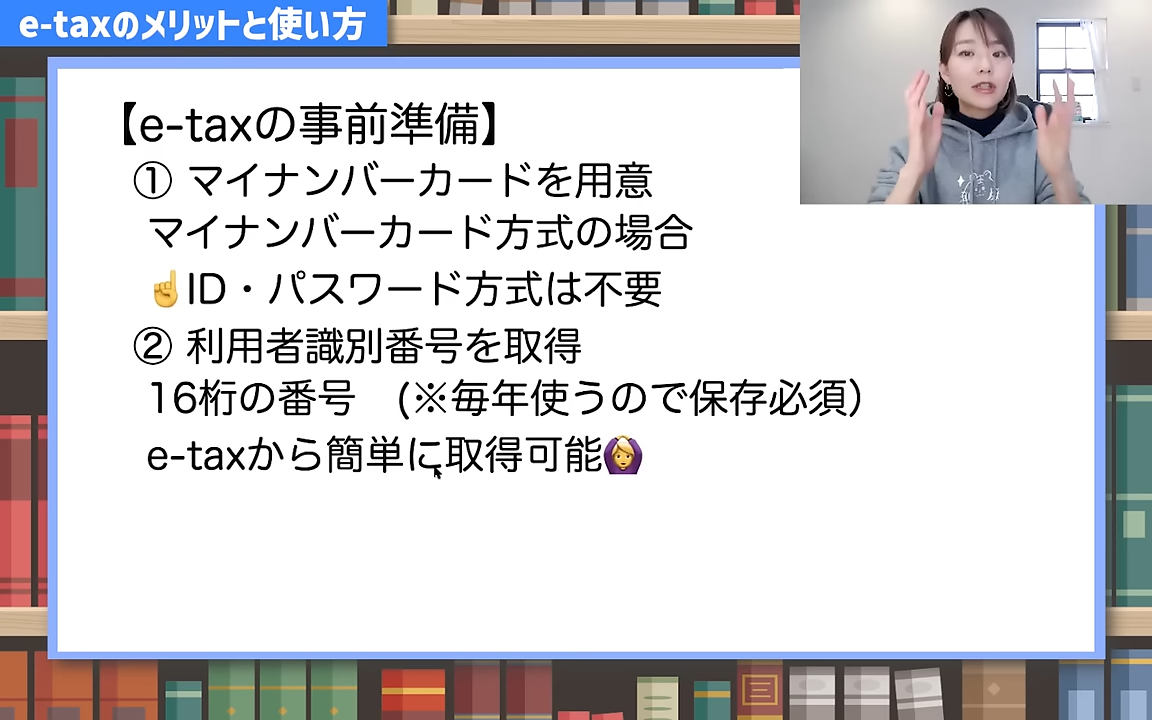 e-taxのメリットと使い方
【e-taxの事前準備】
① マイナンバーカードを用意
マイナンバーカード方式の場合
☝️ID・パスワード方式は不要
② 利用者識別番号を取得
16桁の番号　(※毎年使うので保存必須)
e-taxから簡単に取得可能🙆‍♀️